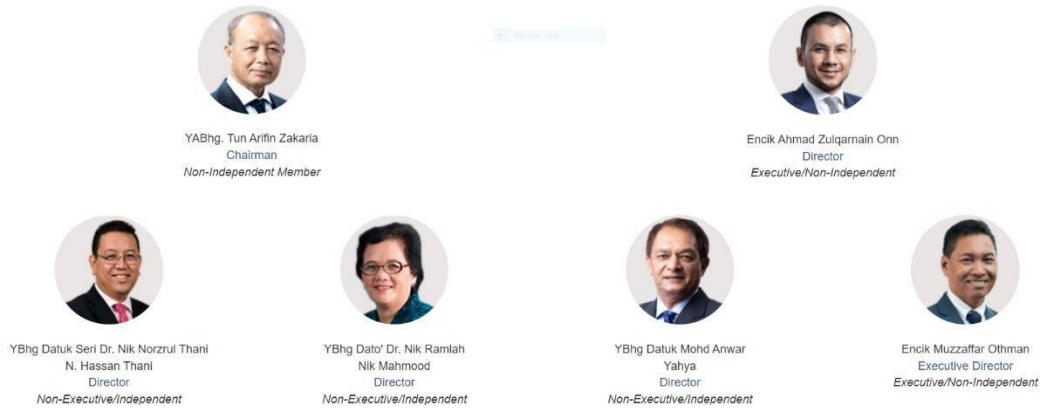 YABhg. Tun Arifin Zakaria
Chairman
Non-Independent Member
Encik Ahmad Zulqarnain Onn
Director
Executive/Non-Independent
YBhg Datuk Seri Dr. Nik Norzrul Thani
N. Hassan Thani
Director
Non-Executive/Independent
YBhg Dato' Dr. Nik Ramlah
Nik Mahmood
Director
Non-Executive/Independent
YBhg Datuk Mohd Anwar
Yahya
Director
Non-Executive/Independent
Encik Muzzaffar Othman
Executive Director
Executive/Non-Independent